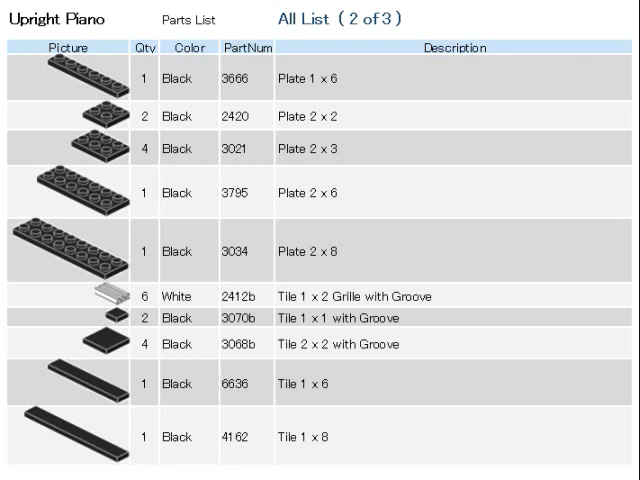 Upright Piano Parts List All List ( 2 of 3 )
Picture Qty Color PartNum Description
1 Black 3666 Plate 1 x 6
2 Black 2420 Plate 2 x 2
4 Black 3021 Plate 2 x 3
1 Black 3795 Plate 2 x 6
1 Black 3034 Plate 2 x 8
6 White 2412b Tile 1 x 2 Grille with Groove
2 Black 3070b Tile 1 x 1 with Groove
4 Black 3068b Tile 2 x 2 with Groove
1 Black 6636 Tile 1 x 6
1 Black 4162 Tile 1 x 8